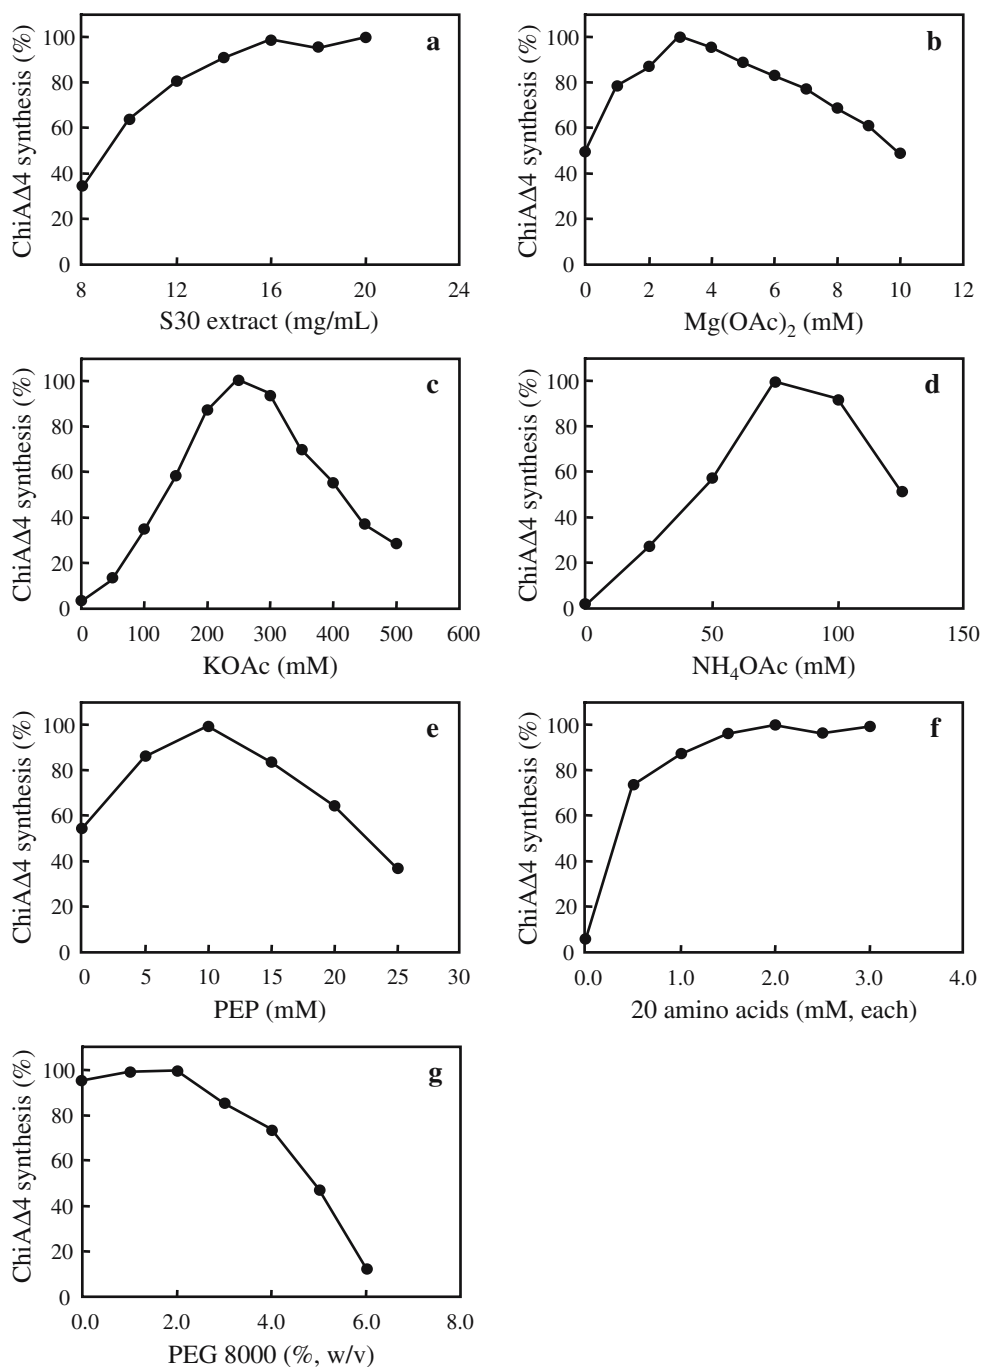 a
ChiAΔ4 synthesis (%)
100
80
60
40
20
0
8 12 16 20 24
S30 extract (mg/mL)
b
ChiAΔ4 synthesis (%)
100
80
60
40
20
0
0 2 4 6 8 10 12
Mg(OAc)₂ (mM)
c
ChiAΔ4 synthesis (%)
100
80
60
40
20
0
0 100 200 300 400 500 600
KOAc (mM)
d
ChiAΔ4 synthesis (%)
100
80
60
40
20
0
0 50 100 150
NH₄OAc (mM)
e
ChiAΔ4 synthesis (%)
100
80
60
40
20
0
0 5 10 15 20 25 30
PEP (mM)
f
ChiAΔ4 synthesis (%)
100
80
60
40
20
0
0.0 1.0 2.0 3.0 4.0
20 amino acids (mM, each)
g
ChiAΔ4 synthesis (%)
100
80
60
40
20
0
0.0 2.0 4.0 6.0 8.0
PEG 8000 (%, w/v)